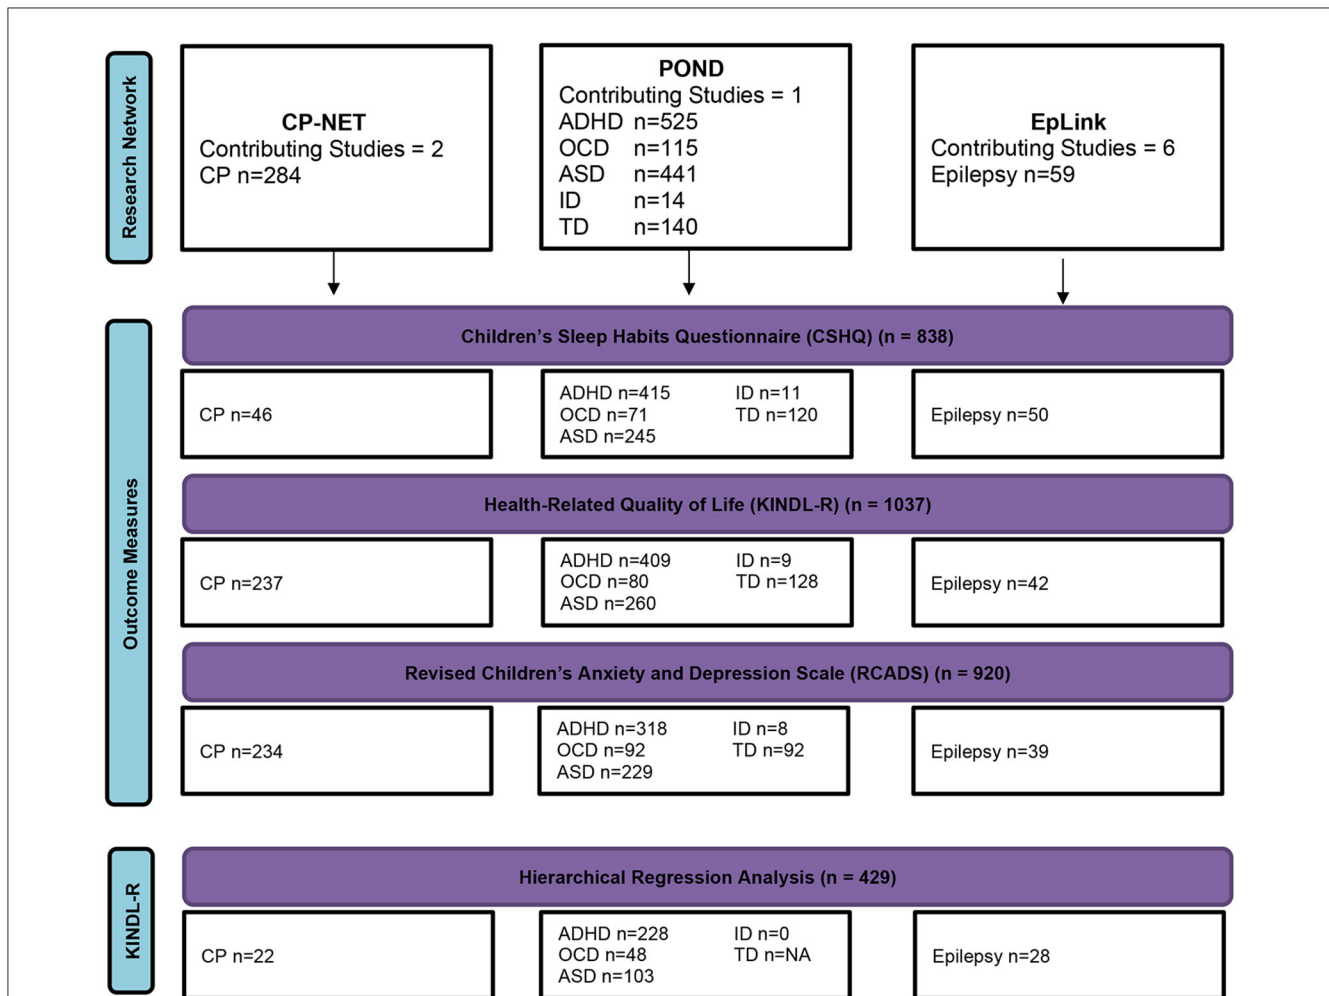 Research Network
CP-NET
Contributing Studies = 2
CP n=284
POND
Contributing Studies = 1
ADHD n=525
OCD n=115
ASD n=441
ID n=14
TD n=140
EpLink
Contributing Studies = 6
Epilepsy n=59
Outcome Measures
Children's Sleep Habits Questionnaire (CSHQ) (n = 838)
CP n=46
ADHD n=415 ID n=11
OCD n=71 TD n=120
ASD n=245
Epilepsy n=50
Health-Related Quality of Life (KINDL-R) (n = 1037)
CP n=237
ADHD n=409 ID n=9
OCD n=80 TD n=128
ASD n=260
Epilepsy n=42
Revised Children's Anxiety and Depression Scale (RCADS) (n = 920)
CP n=234
ADHD n=318 ID n=8
OCD n=92 TD n=92
ASD n=229
Epilepsy n=39
KINDL-R
Hierarchical Regression Analysis (n = 429)
CP n=22
ADHD n=228 ID n=0
OCD n=48 TD n=NA
ASD n=103
Epilepsy n=28